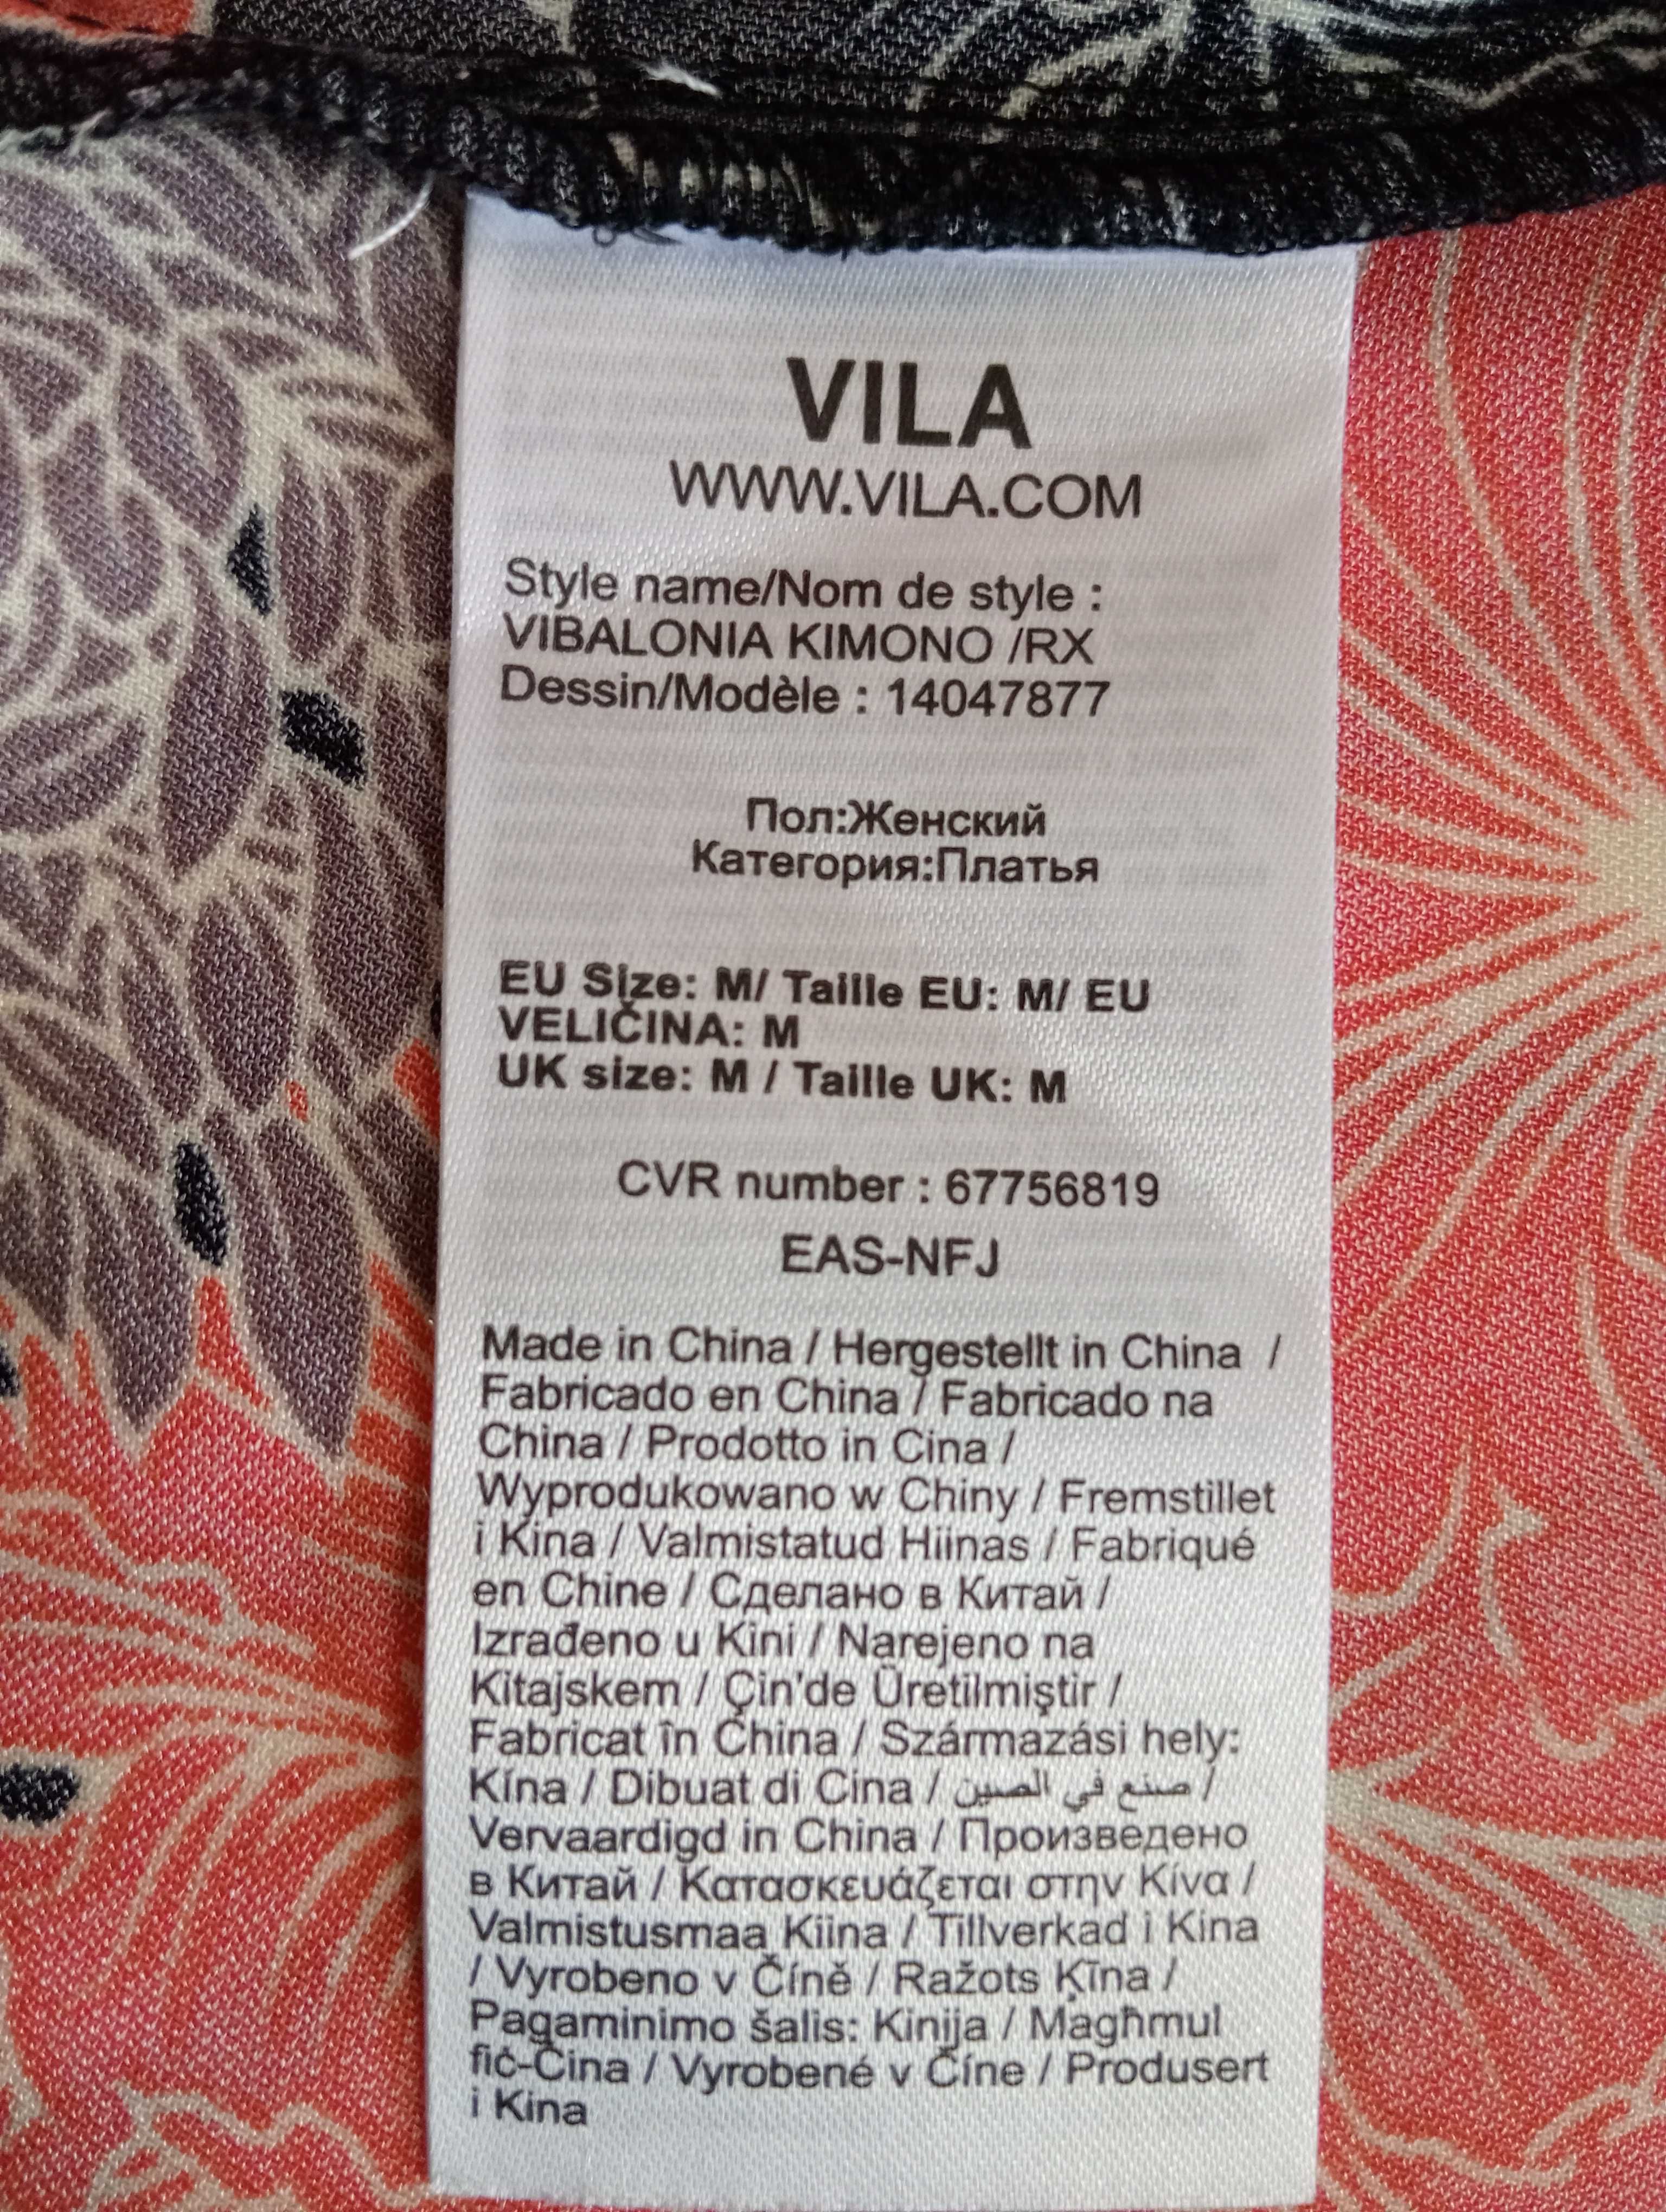 VILA
WWW.VILA.COM
Style name/Nom de style :
VIBALONIA KIMONO /RX
Dessin/Modèle : 14047877
Пол:Женский
Категория:Платья
EU Size: M/ Taille EU: M/ EU
VELIČINA: M
UK size: M / Taille UK: M
CVR number : 67756819
EAS-NFJ
Made in China / Hergestellt in China /
Fabricado en China / Fabricado na
China / Prodotto in Cina /
Wyprodukowano w Chiny / Fremstillet
i Kina / Valmistatud Hiinas / Fabriqué
en Chine / Сделано в Китай /
Izrađeno u Kini / Narejeno na
Kitajskem / Çin'de Üretilmiştir /
Fabricat în China / Származási hely:
Kína / Dibuat di Cina / صنع في الصين /
Vervaardigd in China / Произведено
в Китай / Κατασκευάζεται στην Κίνα /
Valmistusmaa Kiina / Tillverkad i Kina
/ Vyrobeno v Číně / Ražots Ķīna /
Pagaminimo šalis: Kinija / Magħmul
fiċ-Ċina / Vyrobené v Číne / Produsert
i Kina